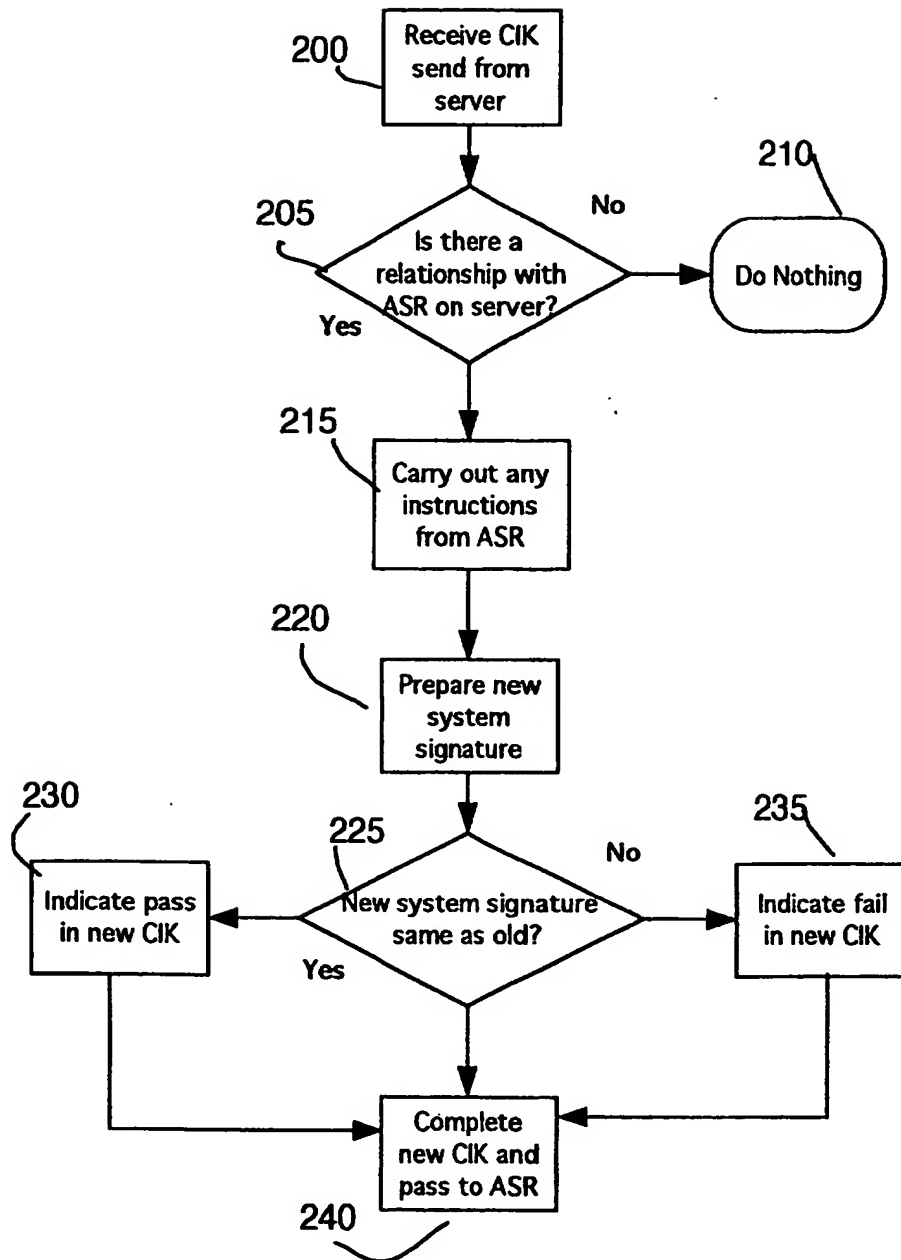 200
Receive CIK
send from
server
210
205
No
Is there a
relationship with
ASR on server?
Do Nothing
Yes
215
Carry out any
instructions
from ASR
220
Prepare new
system
signature
230
225
235
No
Indicate pass
in new CIK
New system signature
same as old?
Indicate fail
in new CIK
Yes
Complete
new CIK and
pass to ASR
240